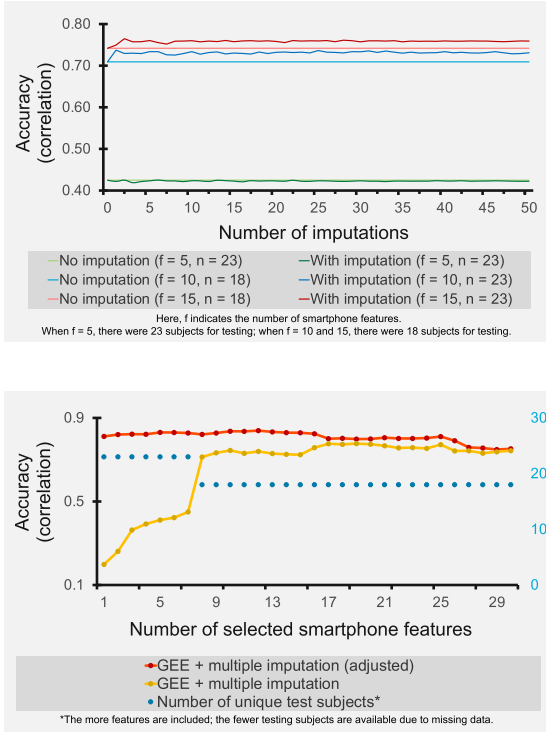 0.80
0.70
0.60
0.50
0.40
Accuracy
(correlation)
0 5 10 15 20 25 30 35 40 45 50
Number of imputations
No imputation (f = 5, n = 23) With imputation (f = 5, n = 23)
No imputation (f = 10, n = 18) With imputation (f = 10, n = 23)
No imputation (f = 15, n = 18) With imputation (f = 15, n = 23)
Here, f indicates the number of smartphone features.
When f = 5, there were 23 subjects for testing; when f = 10 and 15, there were 18 subjects for testing.
0.9
0.5
0.1
Accuracy
(correlation)
30
20
10
0
1 5 9 13 17 21 25 29
Number of selected smartphone features
GEE + multiple imputation (adjusted)
GEE + multiple imputation
Number of unique test subjects*
*The more features are included; the fewer testing subjects are available due to missing data.